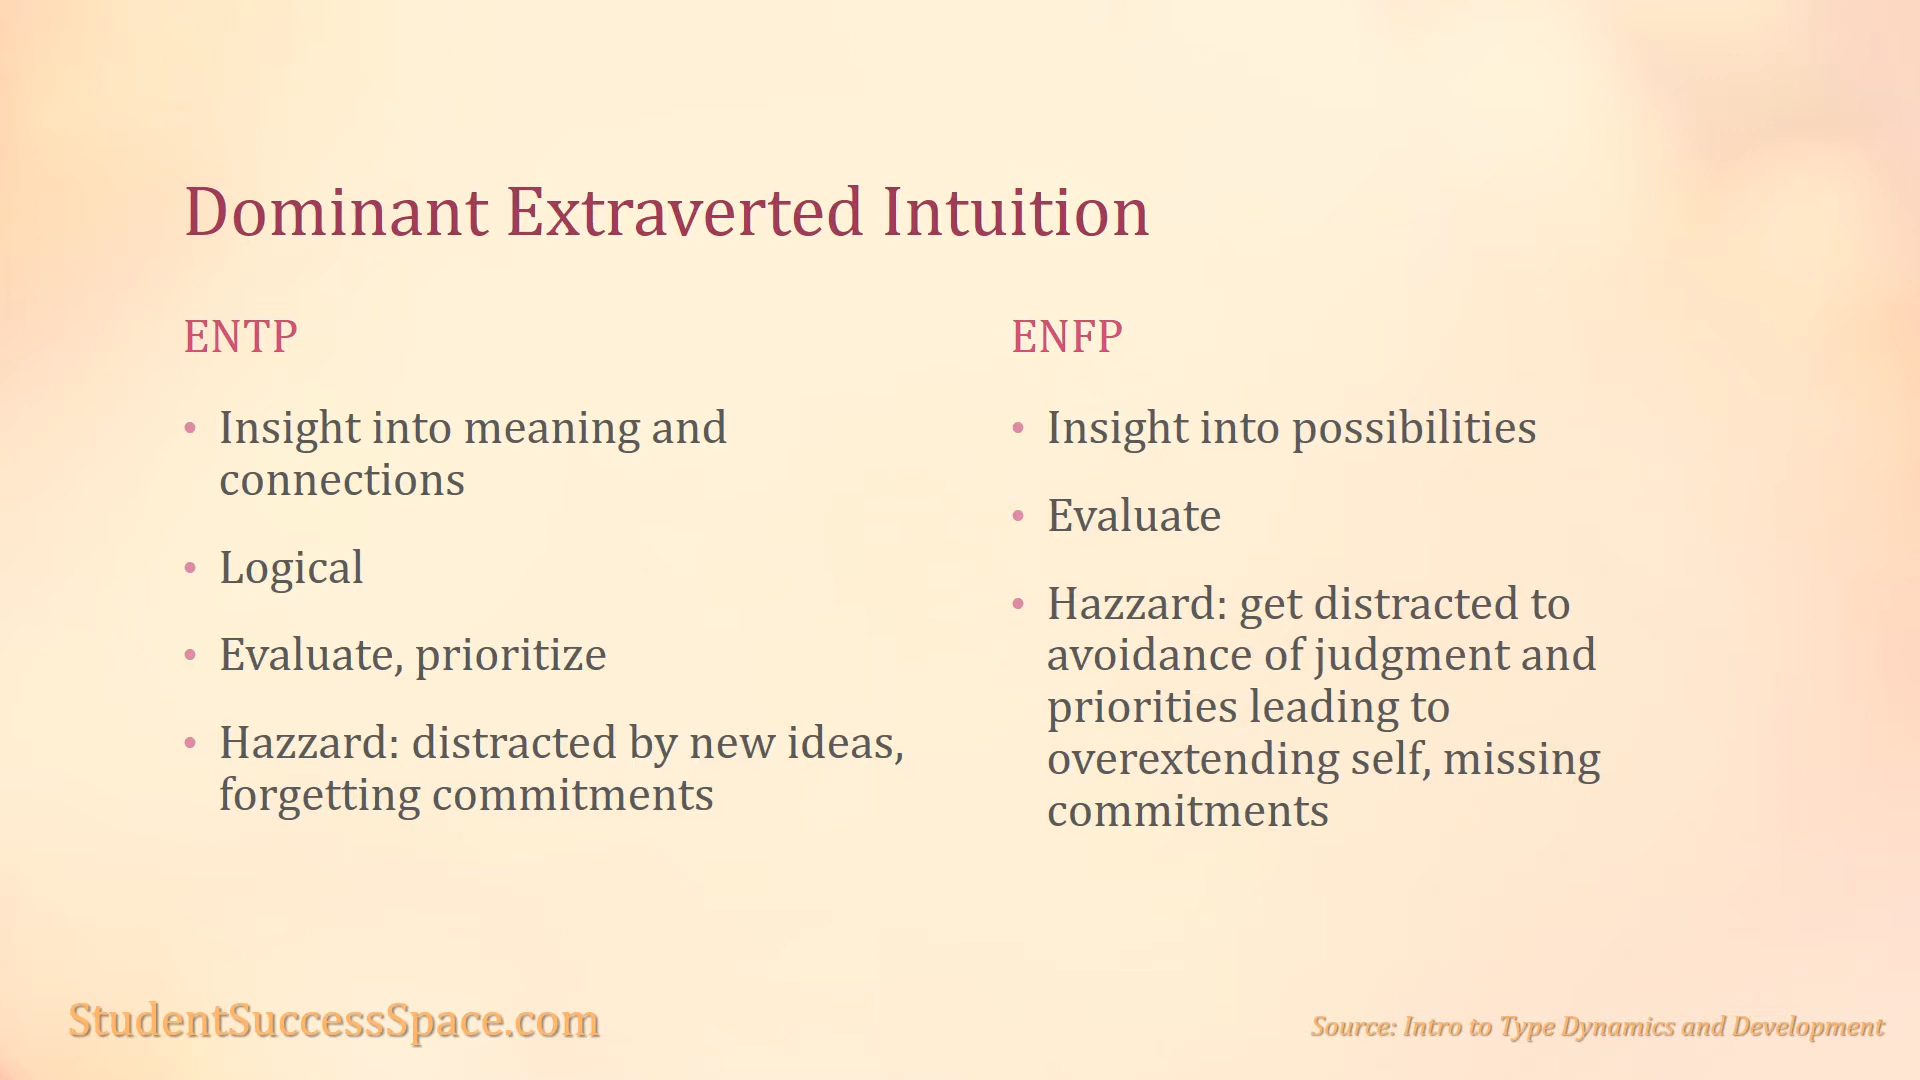 Dominant Extraverted Intuition
ENTP
• Insight into meaning and
connections
• Logical
• Evaluate, prioritize
• Hazzard: distracted by new ideas,
forgetting commitments
ENFP
• Insight into possibilities
• Evaluate
• Hazzard: get distracted to
avoidance of judgment and
priorities leading to
overextending self, missing
commitments
StudentSuccessSpace.com
Source: Intro to Type Dynamics and Development